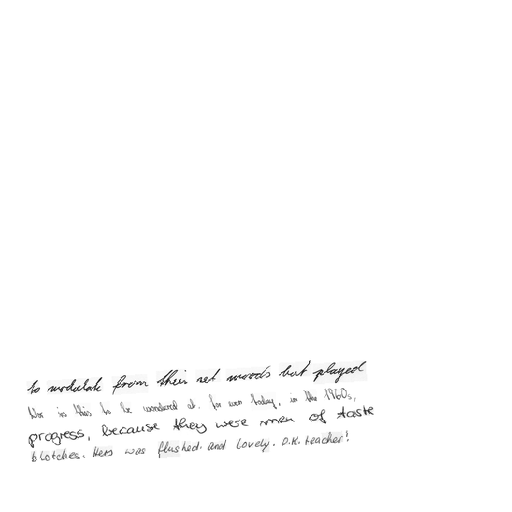 to modulate from their set moods but played
Nor is this to be wondered at. for even today, in the 1960s,
progress, because they were men of taste
blotches. Hers was flushed. and lovely. O.K. teacher!